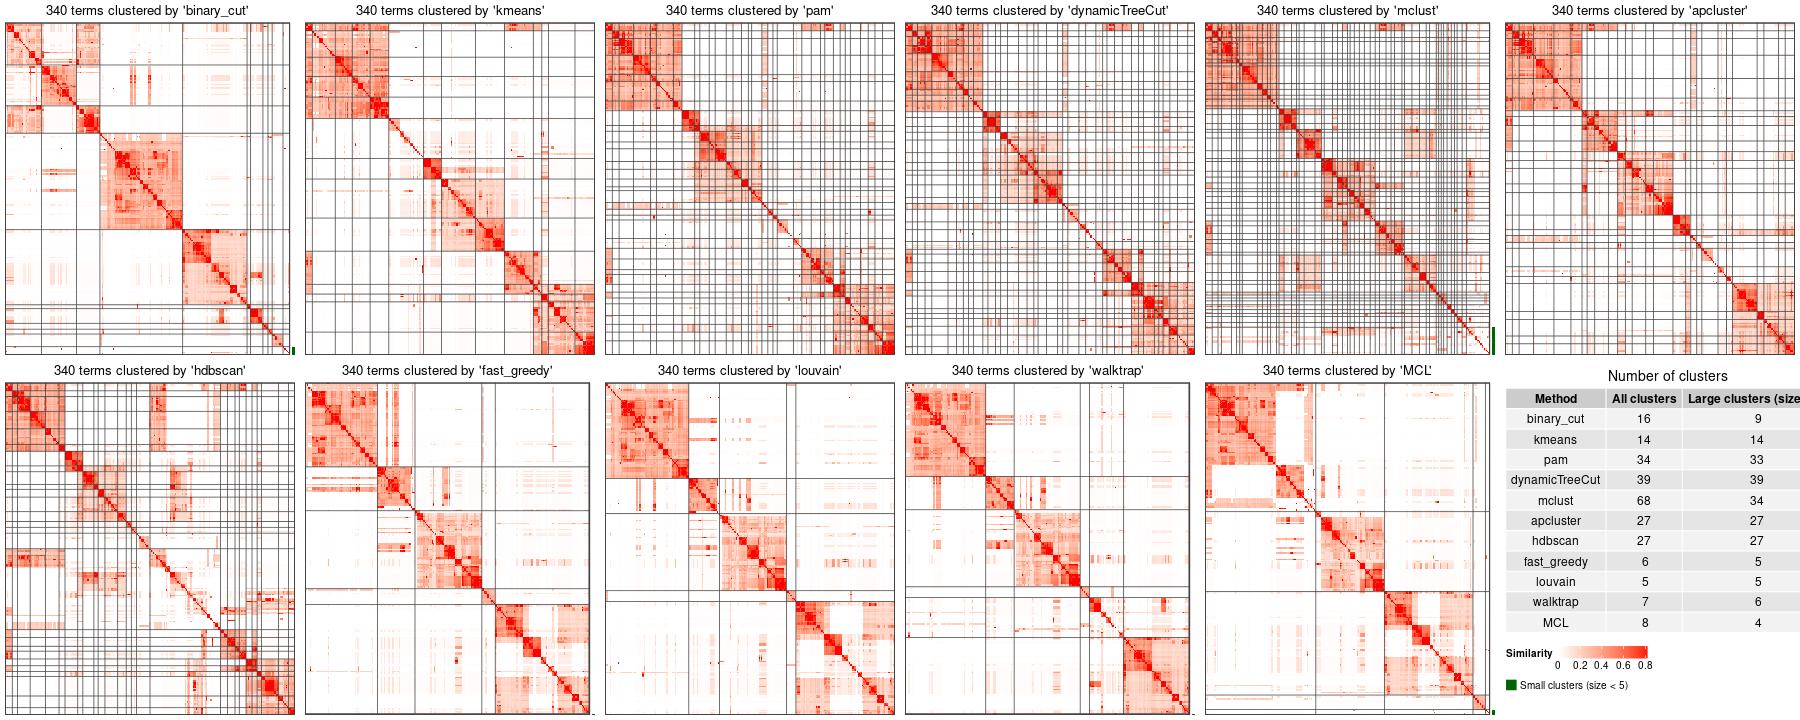 340 terms clustered by 'binary_cut'
340 terms clustered by 'kmeans'
340 terms clustered by 'pam'
340 terms clustered by 'dynamicTreeCut'
340 terms clustered by 'mclust'
340 terms clustered by 'apcluster'
340 terms clustered by 'hdbscan'
340 terms clustered by 'fast_greedy'
340 terms clustered by 'louvain'
340 terms clustered by 'walktrap'
340 terms clustered by 'MCL'
Number of clusters
Method All clusters Large clusters (size
binary_cut 16 9
kmeans 14 14
pam 34 33
dynamicTreeCut 39 39
mclust 68 34
apcluster 27 27
hdbscan 27 27
fast_greedy 6 5
louvain 5 5
walktrap 7 6
MCL 8 4
Similarity
0 0.2 0.4 0.6 0.8
Small clusters (size < 5)